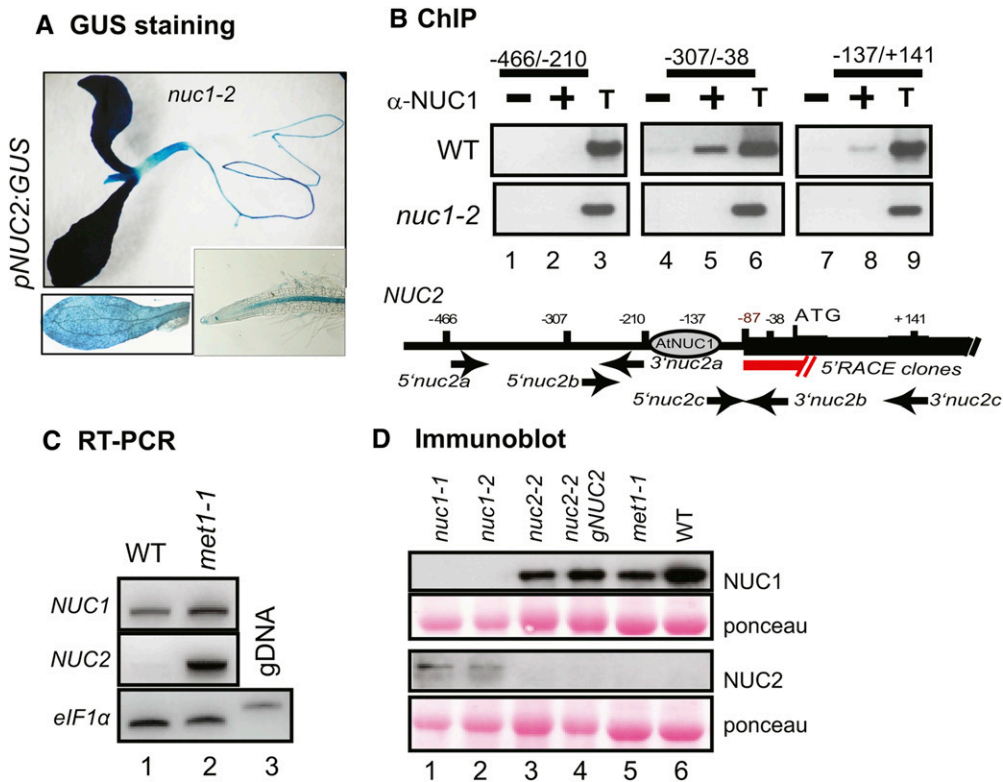 A GUS staining
pNUC2:GUS
nuc1-2
B ChIP
-466/-210 -307/-38 -137/+141
α-NUC1 - + T - + T - + T
WT
nuc1-2
1 2 3 4 5 6 7 8 9
NUC2
-466 -307 -210 -137 -87 -38 ATG +141
AtNUC1
5'nuc2a 5'nuc2b 3'nuc2a 5'RACE clones
5'nuc2c 3'nuc2b 3'nuc2c
C RT-PCR
WT met1-1 gDNA
NUC1
NUC2
eIF1α
1 2 3
D Immunoblot
nuc1-1 nuc1-2 nuc2-2 nuc2-2 gNUC2 met1-1 WT
NUC1
ponceau
NUC2
ponceau
1 2 3 4 5 6